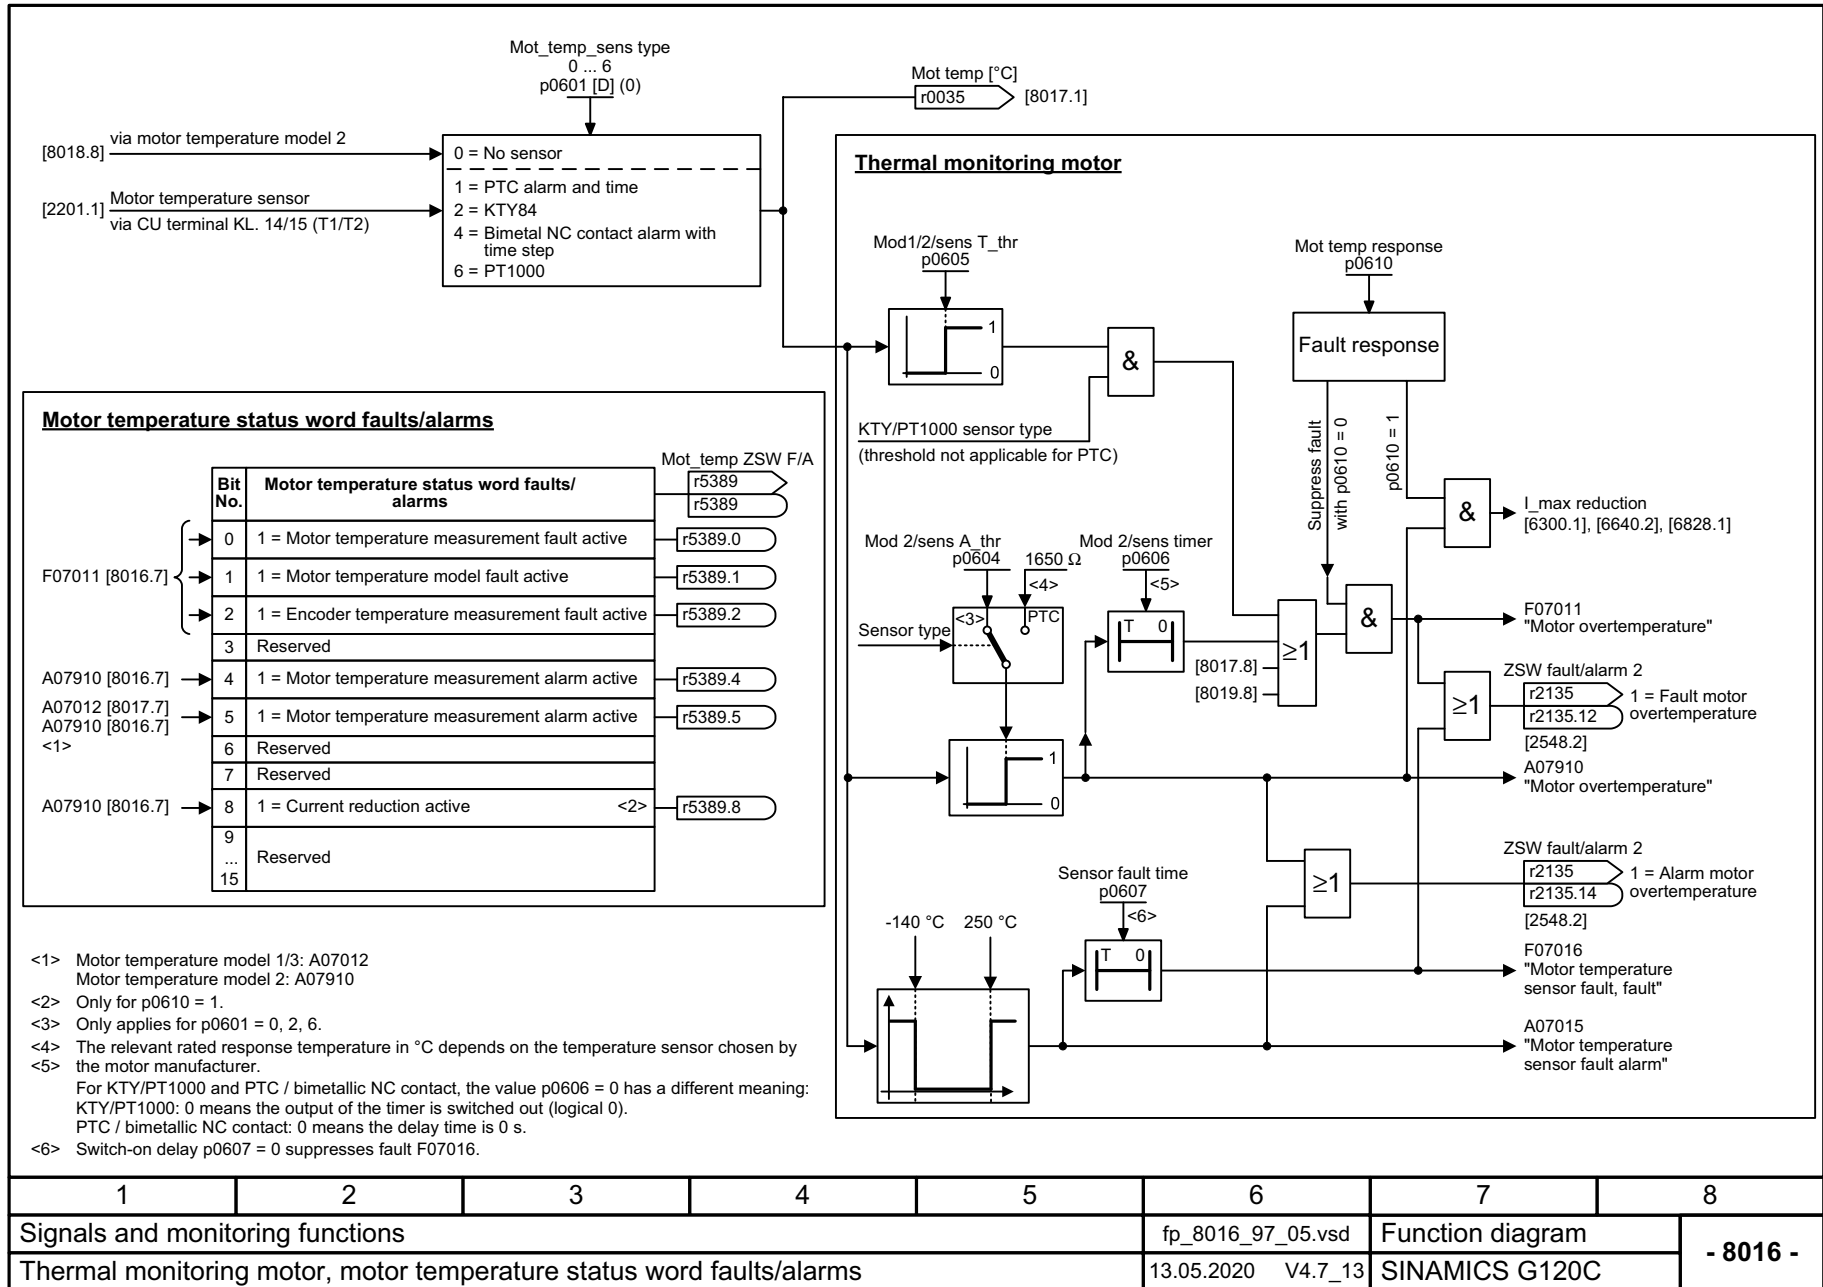 Mot_temp_sens type
0 ... 6
p0601 [D] (0)
Mot temp [°C]
r0035
[8017.1]
[8018.8]
via motor temperature model 2
[2201.1]
Motor temperature sensor
via CU terminal KL. 14/15 (T1/T2)
0 = No sensor
1 = PTC alarm and time
2 = KTY84
4 = Bimetal NC contact alarm with
time step
6 = PT1000
Thermal monitoring motor
Mod1/2/sens T_thr
p0605
1
0
&
KTY/PT1000 sensor type
(threshold not applicable for PTC)
Mot temp response
p0610
Fault response
Suppress fault
with p0610 = 0
p0610 = 1
&
I_max reduction
[6300.1], [6640.2], [6828.1]
Mod 2/sens A_thr
p0604
1650 Ω
<4>
<3>
PTC
Sensor type
Mod 2/sens timer
p0606
<5>
T 0
[8017.8]
[8019.8]
≥1
&
F07011
"Motor overtemperature"
ZSW fault/alarm 2
≥1
r2135
r2135.12
1 = Fault motor
overtemperature
[2548.2]
1
0
A07910
"Motor overtemperature"
ZSW fault/alarm 2
≥1
r2135
r2135.14
1 = Alarm motor
overtemperature
[2548.2]
Sensor fault time
p0607
<6>
T 0
-140 °C
250 °C
F07016
"Motor temperature
sensor fault, fault"
A07015
"Motor temperature
sensor fault alarm"
Motor temperature status word faults/alarms
Mot_temp ZSW F/A
r5389
r5389
Bit
No.
Motor temperature status word faults/
alarms
F07011 [8016.7]
0 1 = Motor temperature measurement fault active r5389.0
1 1 = Motor temperature model fault active r5389.1
2 1 = Encoder temperature measurement fault active r5389.2
3 Reserved
A07910 [8016.7] 4 1 = Motor temperature measurement alarm active r5389.4
A07012 [8017.7]
A07910 [8016.7]
<1>
5 1 = Motor temperature measurement alarm active r5389.5
6 Reserved
7 Reserved
A07910 [8016.7] 8 1 = Current reduction active <2> r5389.8
9
...
15
Reserved
<1> Motor temperature model 1/3: A07012
Motor temperature model 2: A07910
<2> Only for p0610 = 1.
<3> Only applies for p0601 = 0, 2, 6.
<4> The relevant rated response temperature in °C depends on the temperature sensor chosen by
<5> the motor manufacturer.
For KTY/PT1000 and PTC / bimetallic NC contact, the value p0606 = 0 has a different meaning:
KTY/PT1000: 0 means the output of the timer is switched out (logical 0).
PTC / bimetallic NC contact: 0 means the delay time is 0 s.
<6> Switch-on delay p0607 = 0 suppresses fault F07016.
1 2 3 4 5 6 7 8
Signals and monitoring functions
fp_8016_97_05.vsd
Function diagram
- 8016 -
Thermal monitoring motor, motor temperature status word faults/alarms
13.05.2020 V4.7_13
SINAMICS G120C